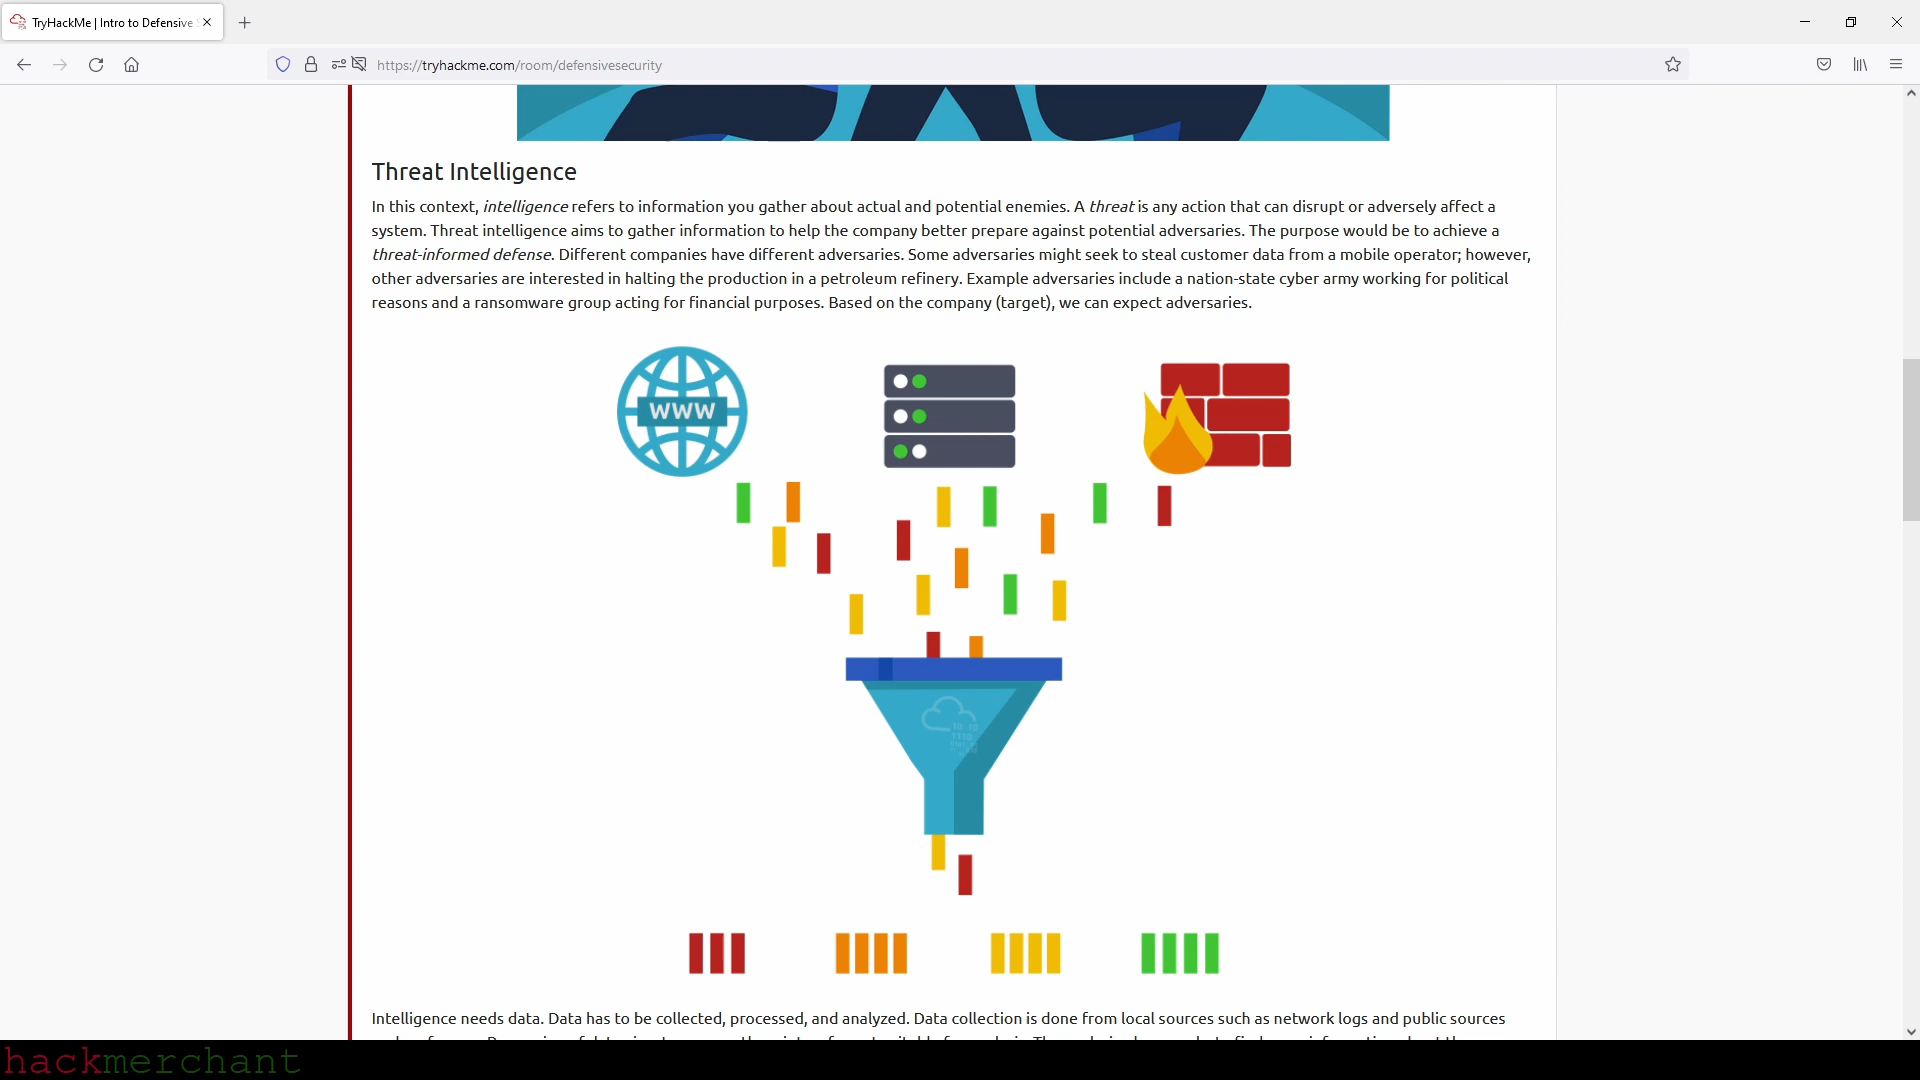 TryHackMe | Intro to Defensive
https://tryhackme.com/room/defensivesecurity
Threat Intelligence
In this context, intelligence refers to information you gather about actual and potential enemies. A threat is any action that can disrupt or adversely affect a
system. Threat intelligence aims to gather information to help the company better prepare against potential adversaries. The purpose would be to achieve a
threat-informed defense. Different companies have different adversaries. Some adversaries might seek to steal customer data from a mobile operator; however,
other adversaries are interested in halting the production in a petroleum refinery. Example adversaries include a nation-state cyber army working for political
reasons and a ransomware group acting for financial purposes. Based on the company (target), we can expect adversaries.
WWW
Intelligence needs data. Data has to be collected, processed, and analyzed. Data collection is done from local sources such as network logs and public sources
hackmerchant